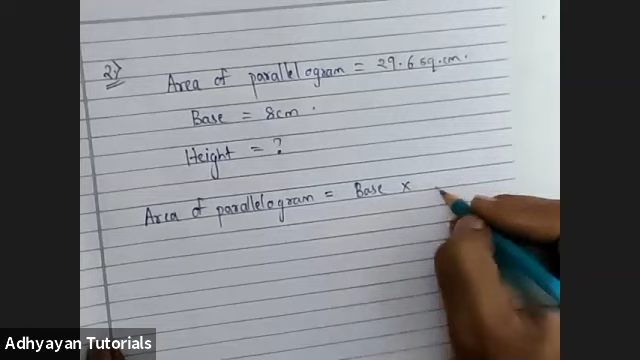 2) Area of parallelogram = 29.6 sq.cm.
Base = 8cm.
Height = ?
Area of parallelogram = Base x
Adhyayan Tutorials